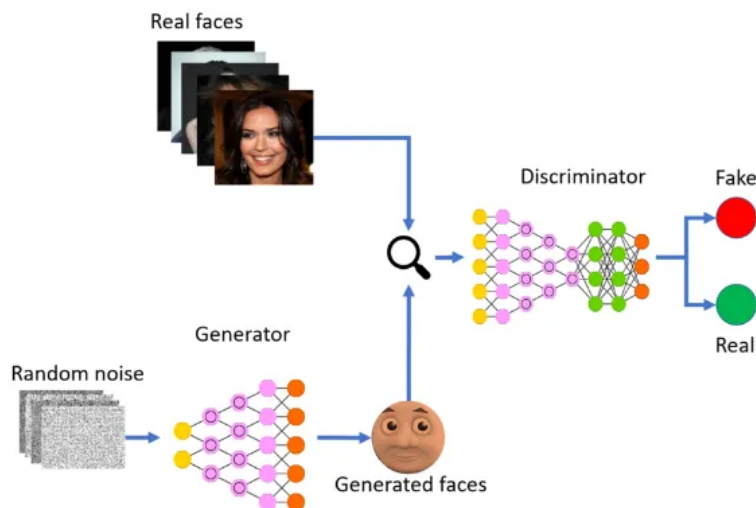 Real faces
Discriminator
Fake
Generator
Real
Random noise
Generated faces